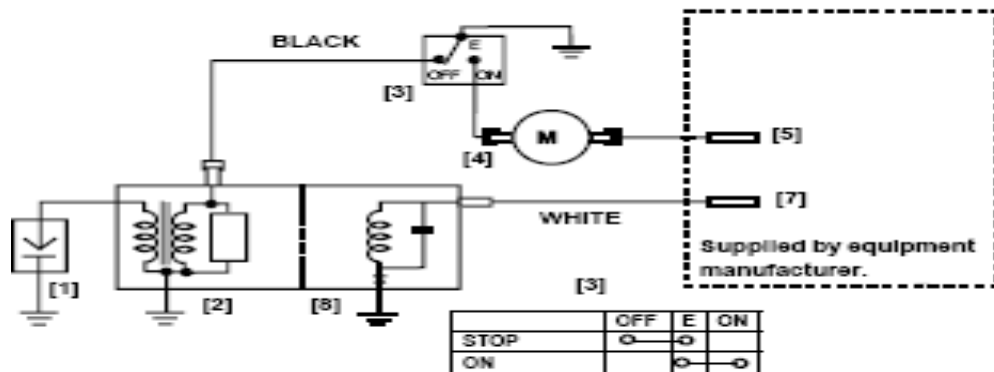 BLACK
E
OFF ON
[3]
M
[4]
[5]
[7]
WHITE
Supplied by equipment
manufacturer.
[1]
[2]
[8]
[3]
OFF E ON
STOP
ON